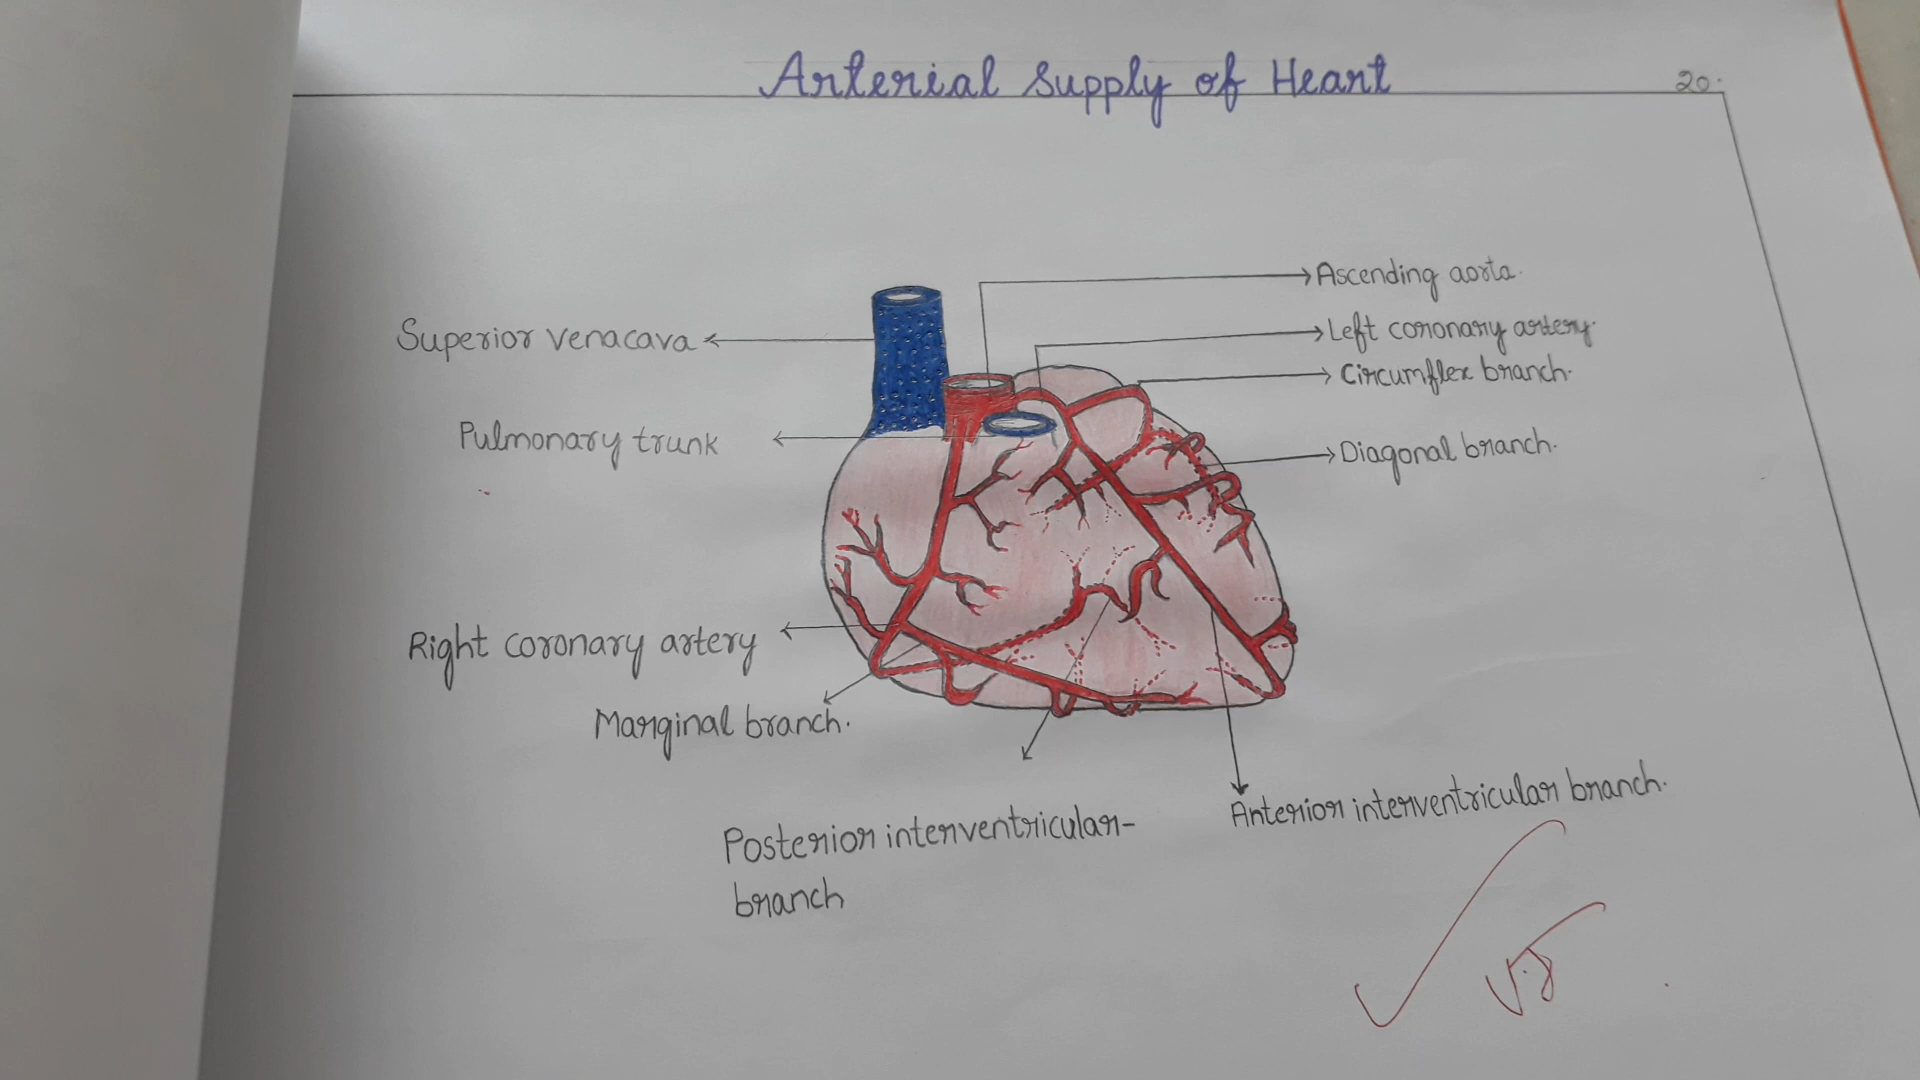 Arterial Supply of Heart
20.
Ascending aorta.
Left coronary artery.
Superior venacava
Circumflex branch.
Pulmonary trunk
Diagonal branch.
Right coronary artery
Marginal branch.
Anterior interventricular branch.
Posterior interventricular-
branch